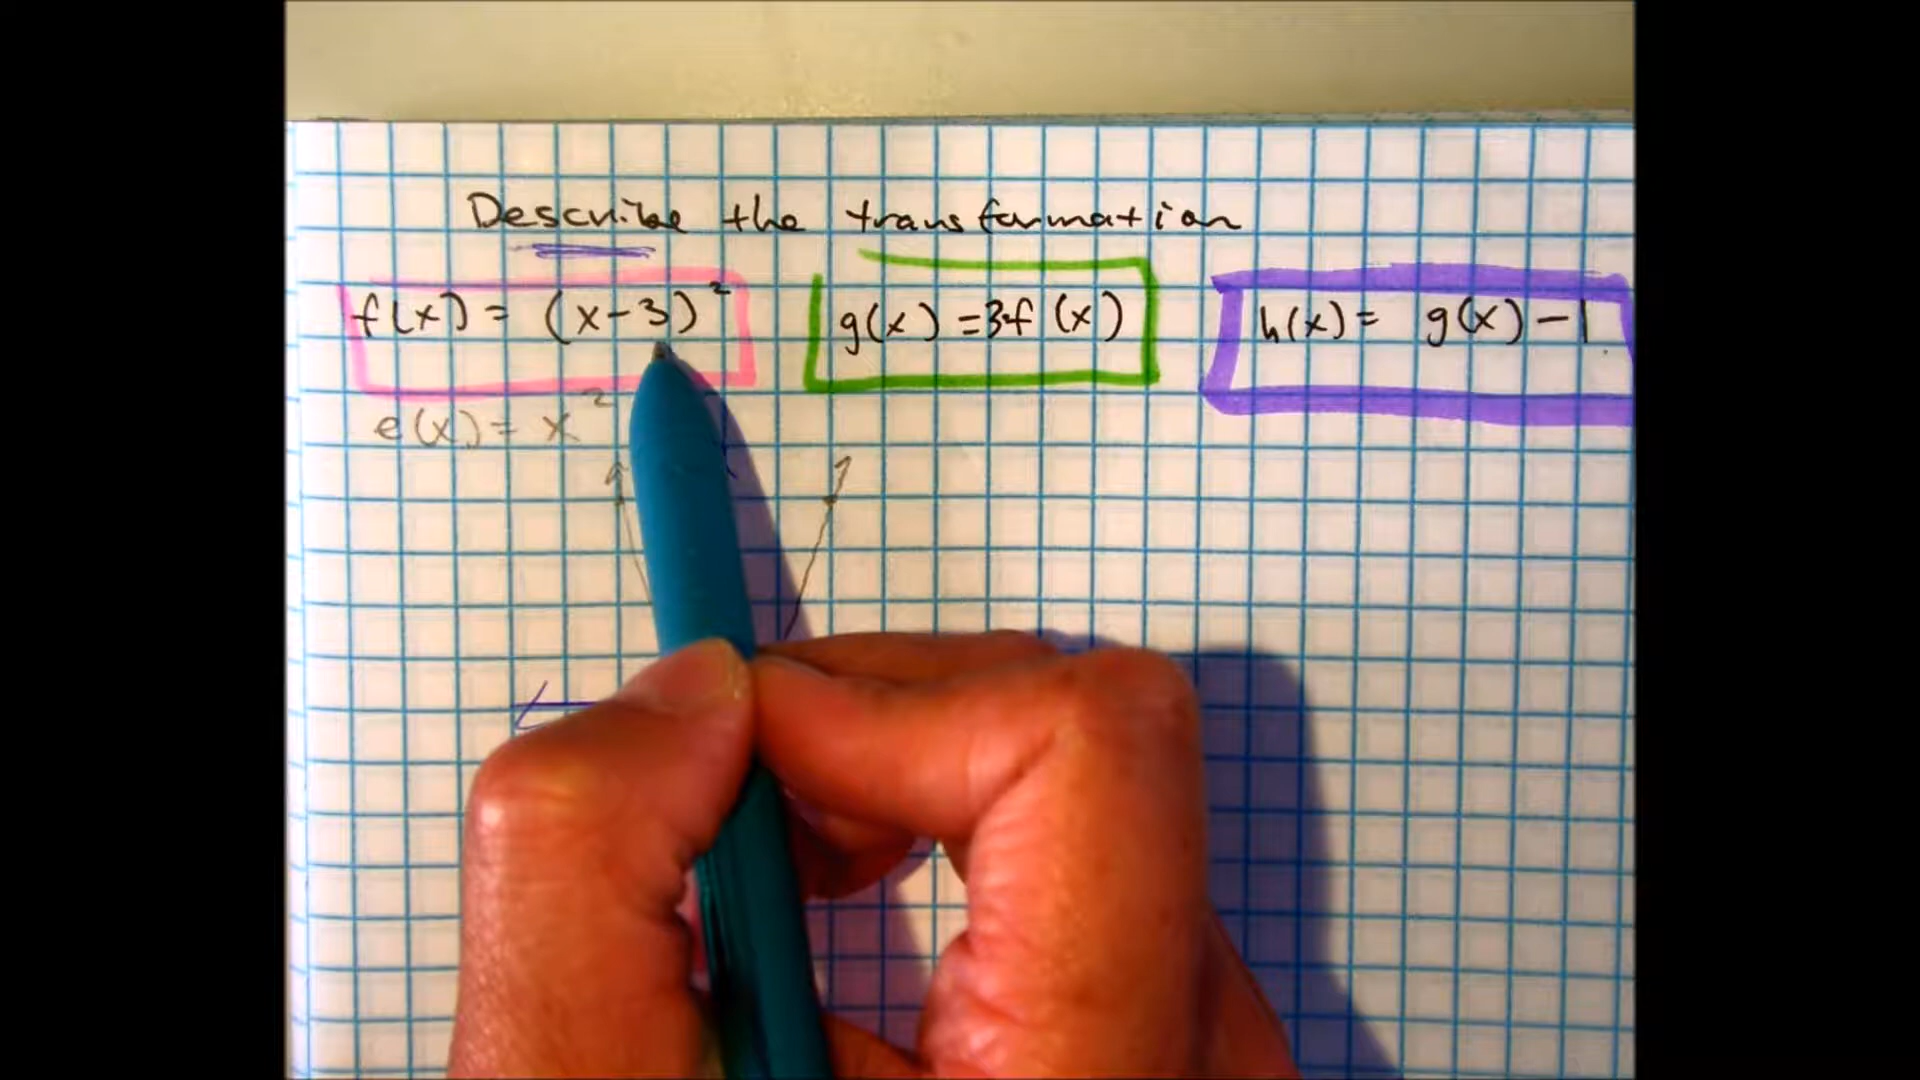 Describe the transformation
f(x) = (x-3)² g(x) = 3f(x) h(x) = g(x) - 1
e(x) = x²